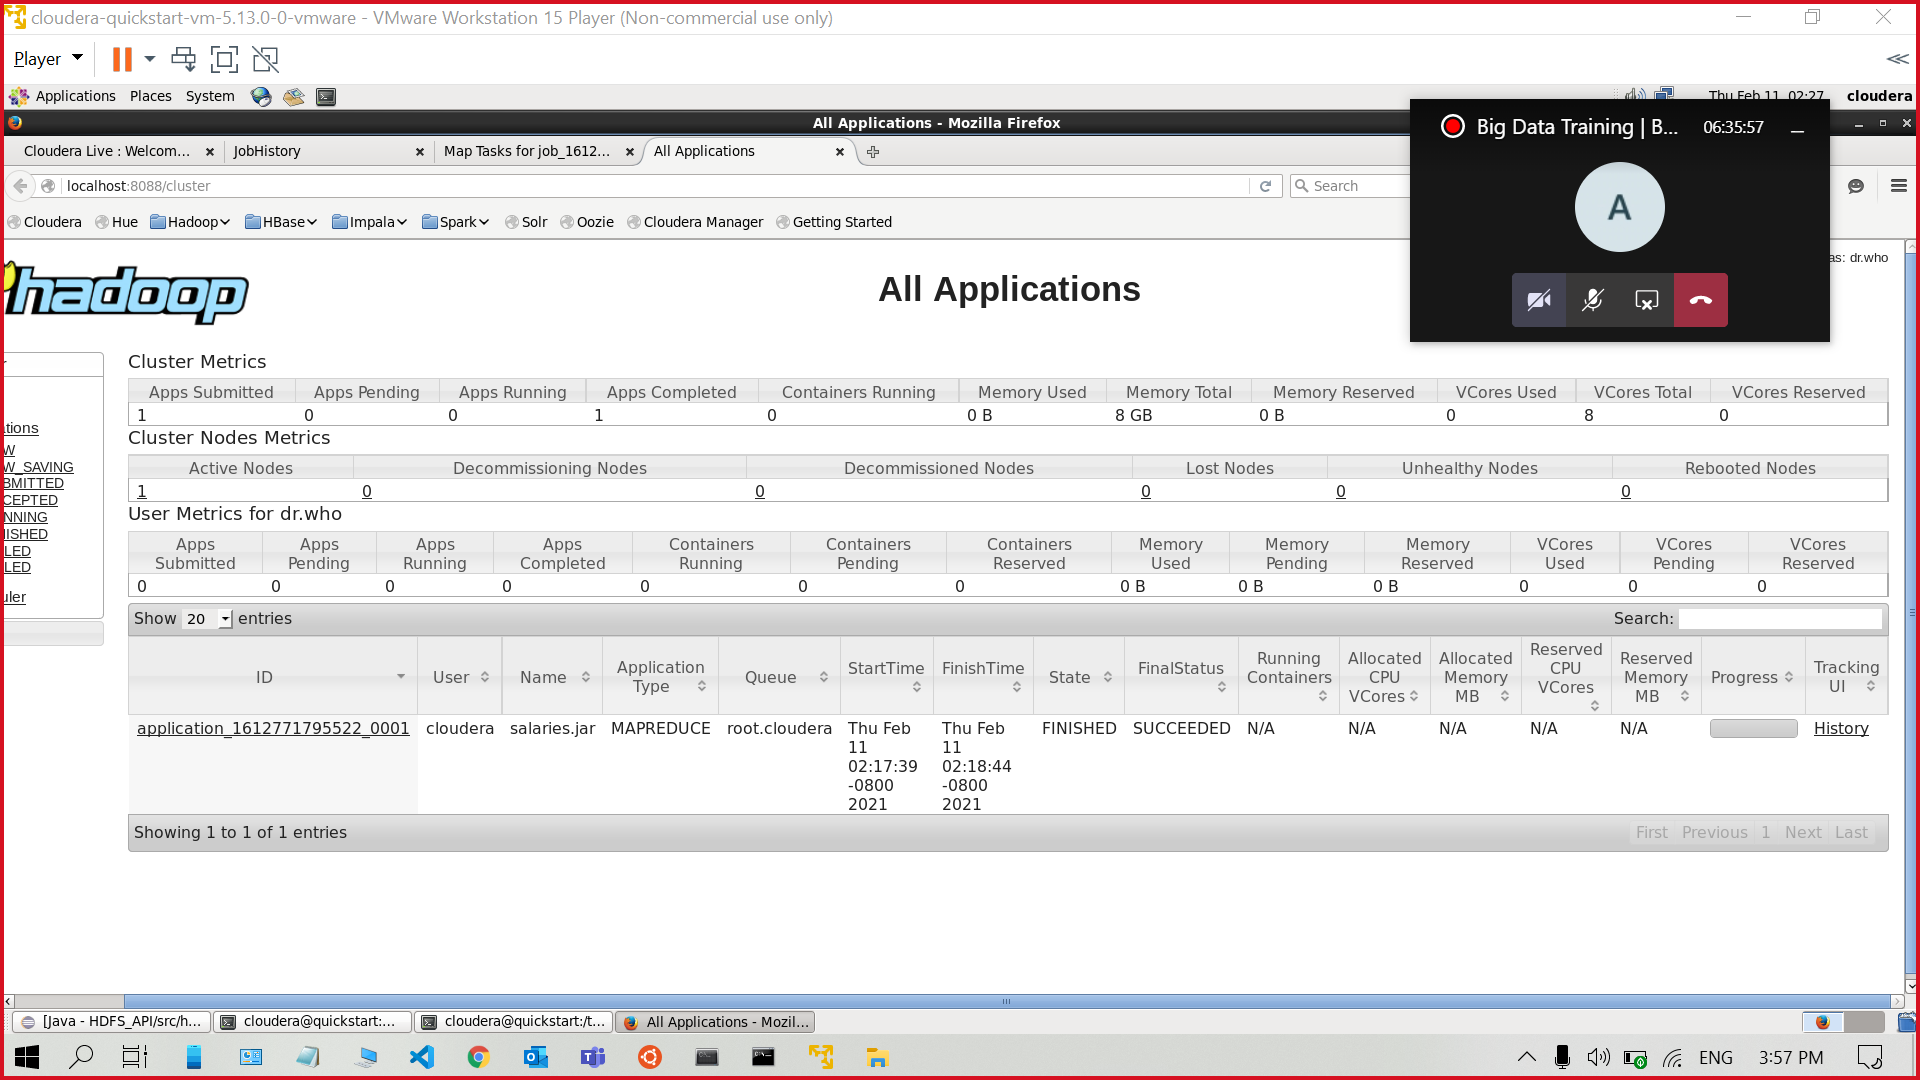 cloudera-quickstart-vm-5.13.0-0-vmware - VMware Workstation 15 Player (Non-commercial use only)
Player
Applications Places System Thu Feb 11, 02:27 cloudera
All Applications - Mozilla Firefox
Big Data Training | B... 06:35:57
Cloudera Live : Welcom... JobHistory Map Tasks for job_1612... All Applications
localhost:8088/cluster Search
A
Cloudera Hue Hadoop HBase Impala Spark Solr Oozie Cloudera Manager Getting Started
as: dr.who
hadoop
All Applications
Cluster Metrics
Apps Submitted Apps Pending Apps Running Apps Completed Containers Running Memory Used Memory Total Memory Reserved VCores Used VCores Total VCores Reserved
1 0 0 1 0 0 B 8 GB 0 B 0 8 0
Cluster Nodes Metrics
Active Nodes Decommissioning Nodes Decommissioned Nodes Lost Nodes Unhealthy Nodes Rebooted Nodes
1 0 0 0 0 0
User Metrics for dr.who
Apps Submitted Apps Pending Apps Running Apps Completed Containers Running Containers Pending Containers Reserved Memory Used Memory Pending Memory Reserved VCores Used VCores Pending VCores Reserved
0 0 0 0 0 0 0 0 B 0 B 0 B 0 0 0
r
tions
W
W_SAVING
BMITTED
CEPTED
NNING
ISHED
LED
LED
uler
Show 20 entries Search:
ID User Name Application Type Queue StartTime FinishTime State FinalStatus Running Containers Allocated CPU VCores Allocated Memory MB Reserved CPU VCores Reserved Memory MB Progress Tracking UI
application_1612771795522_0001 cloudera salaries.jar MAPREDUCE root.cloudera Thu Feb 11 02:17:39 -0800 2021 Thu Feb 11 02:18:44 -0800 2021 FINISHED SUCCEEDED N/A N/A N/A N/A N/A History
Showing 1 to 1 of 1 entries First Previous 1 Next Last
[Java - HDFS_API/src/h... cloudera@quickstart:... cloudera@quickstart:/t... All Applications - Mozil...
ENG 3:57 PM